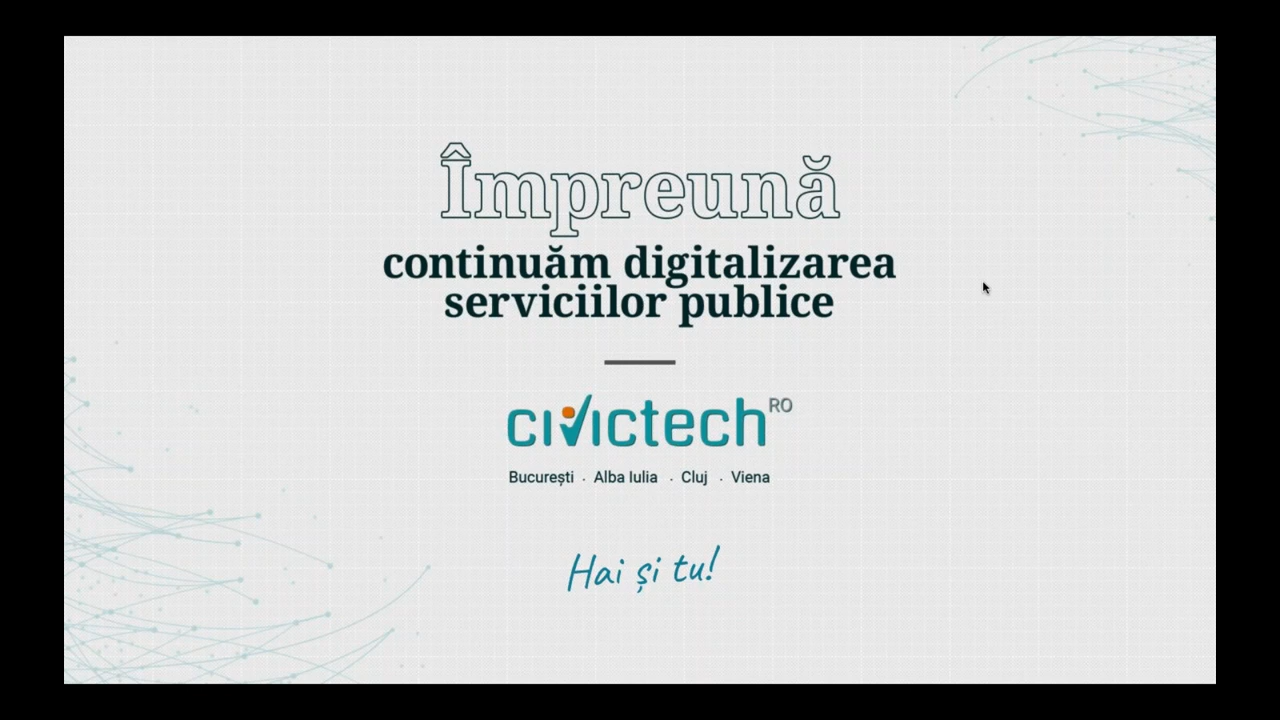 Împreună
continuăm digitalizarea
serviciilor publice
civictech RO
București · Alba Iulia · Cluj · Viena
Hai și tu!